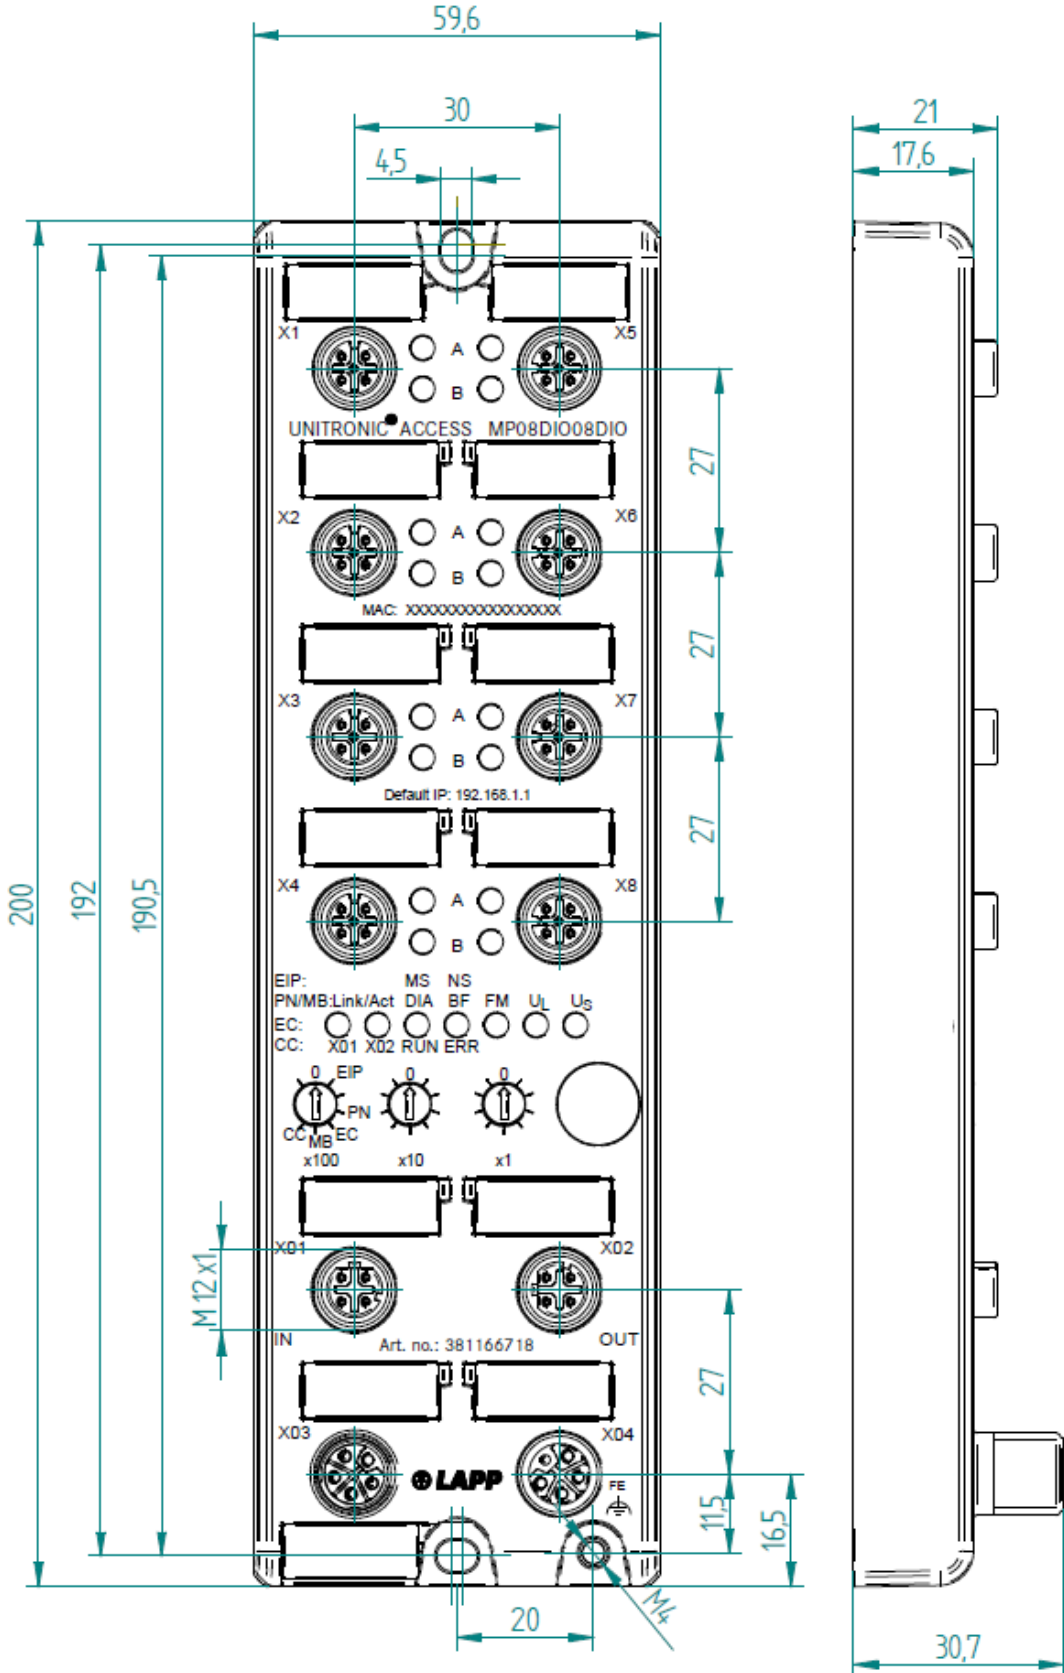 59,6
30
21
4,5
17,6
X1
X5
A
B
UNITRONIC ACCESS MP08DIO08DIO
27
X2
X6
A
B
MAC: XXXXXXXXXXXXXXXXX
27
X3
X7
A
B
Default IP: 192.168.1.1
27
X4
X8
A
B
200
192
190,5
EIP: MS NS
PN/MB:Link/Act DIA BF FM UL US
EC:
CC: X01 X02 RUN ERR
0 EIP 0 0
PN
CC MB EC
x100 x10 x1
X01
X02
M12x1
IN
Art. no.: 381166718
OUT
27
X03
X04
LAPP
FE
11,5
16,5
M4
20
30,7